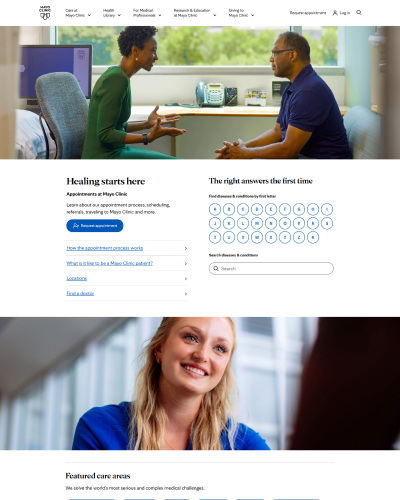 MAYO
CLINIC
Care at
Mayo Clinic
Health
Library
For Medical
Professionals
Research & Education
at Mayo Clinic
Giving to
Mayo Clinic
Request appointment
Log in
Healing starts here
Appointments at Mayo Clinic
Learn about our appointment process, scheduling,
referrals, traveling to Mayo Clinic and more.
Request appointment
How the appointment process works
What is it like to be a Mayo Clinic patient?
Locations
Find a doctor
The right answers the first time
Find diseases & conditions by first letter
A B C D E F G H I
J K L M N O P Q R S
T U V W X Y Z #
Search diseases & conditions
Search
Featured care areas
We solve the world's most serious and complex medical challenges.